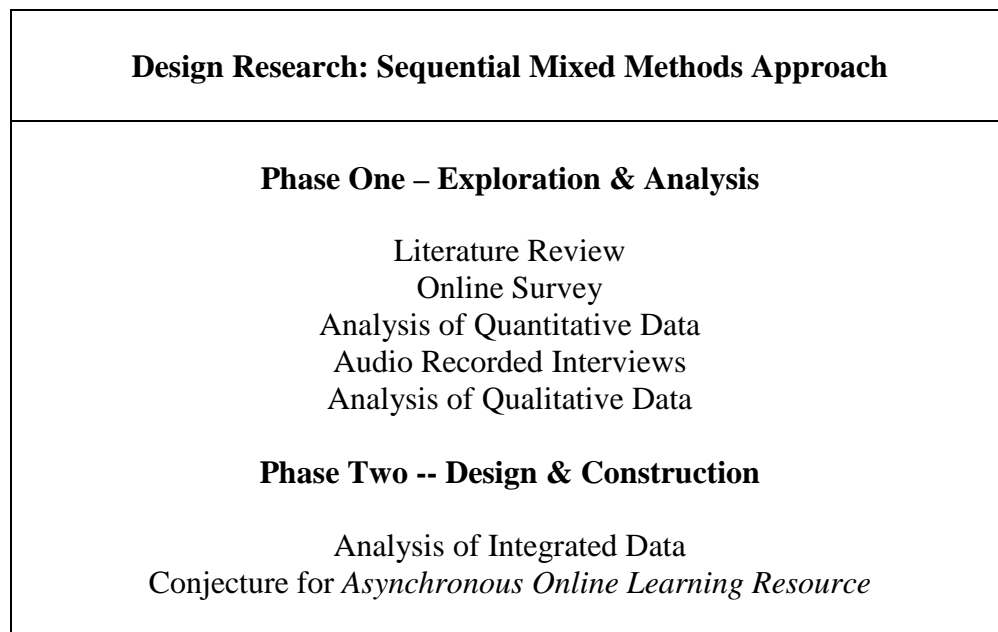 Design Research: Sequential Mixed Methods Approach
Phase One – Exploration & Analysis
Literature Review
Online Survey
Analysis of Quantitative Data
Audio Recorded Interviews
Analysis of Qualitative Data
Phase Two -- Design & Construction
Analysis of Integrated Data
Conjecture for Asynchronous Online Learning Resource